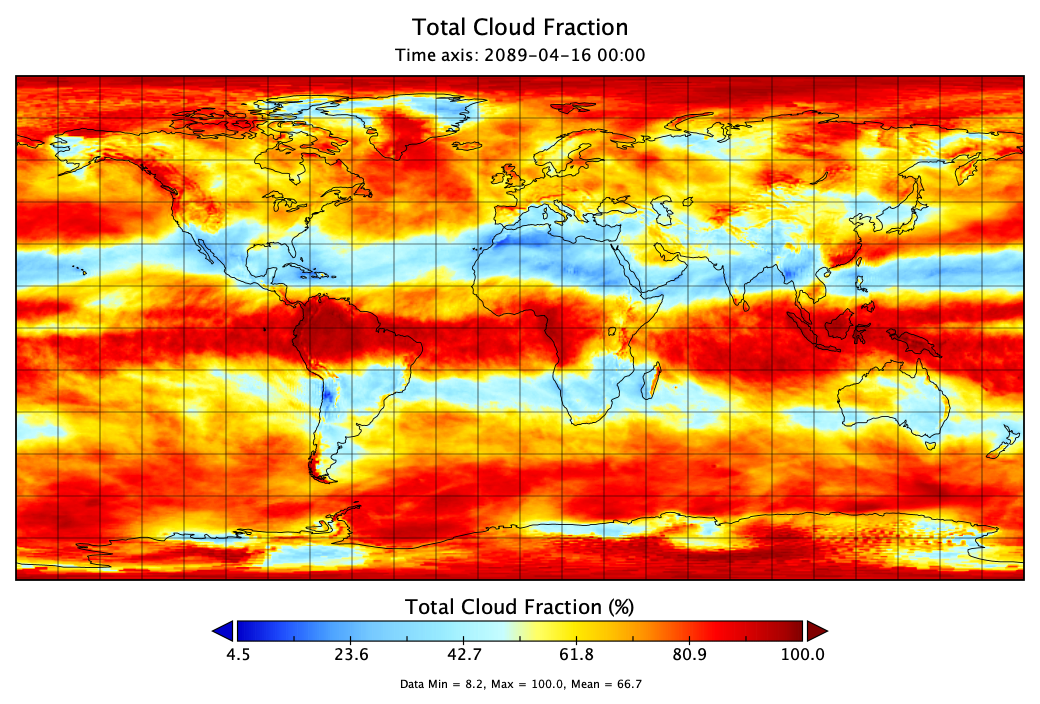 Total Cloud Fraction
Time axis: 2089-04-16 00:00
Total Cloud Fraction (%)
4.5 23.6 42.7 61.8 80.9 100.0
Data Min = 8.2, Max = 100.0, Mean = 66.7